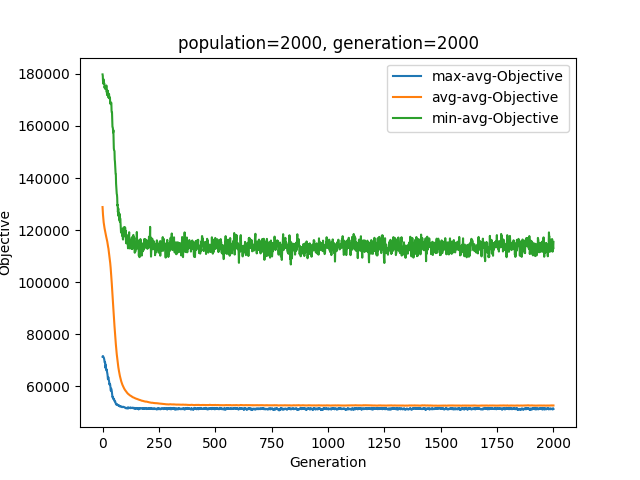 population=2000, generation=2000
180000
160000
140000
120000
100000
80000
60000
Objective
max-avg-Objective
avg-avg-Objective
min-avg-Objective
0 250 500 750 1000 1250 1500 1750 2000
Generation